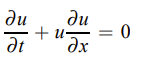 ∂u/∂t + u ∂u/∂x = 0